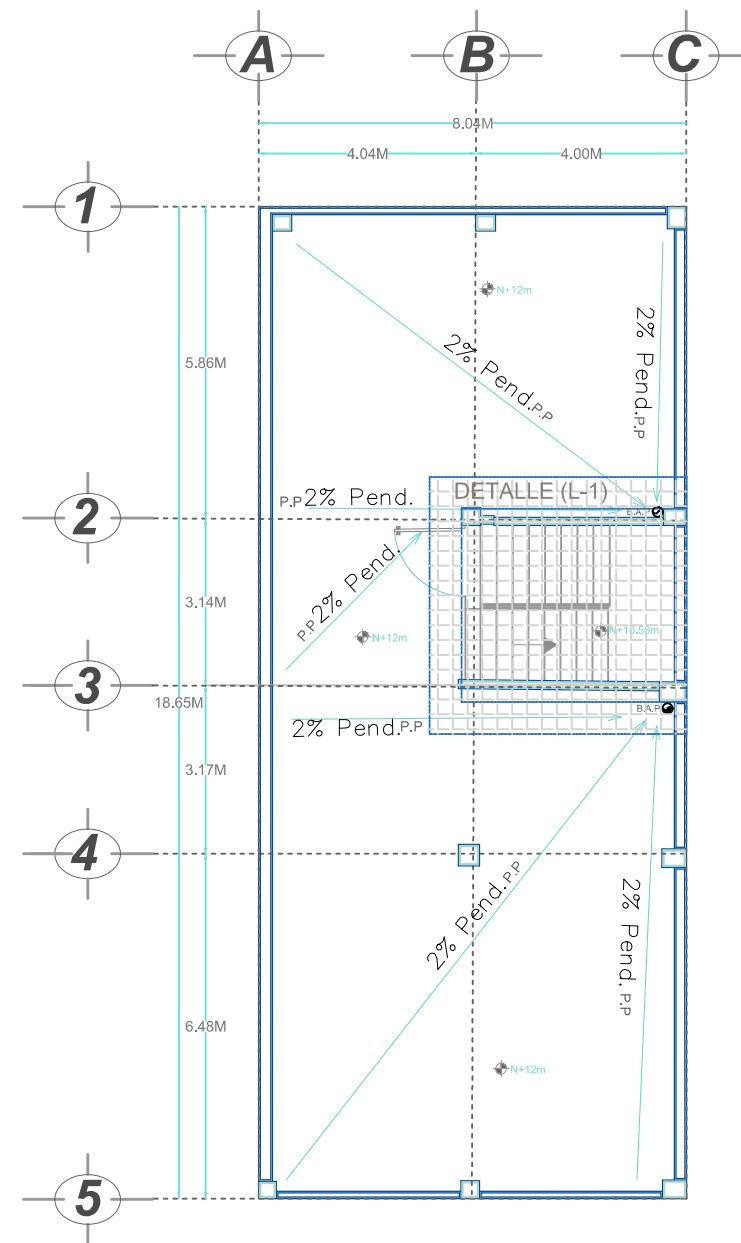 A
B
C
8.04M
4.04M
4.00M
1
5.86M
N+12m
2% Pend.P.P
2% Pend.P.P
DETALLE (L-1)
P.P 2% Pend.
B.A.P
2
P.P 2% Pend.
3.14M
N+12m
N+10.56m
3
18.65M
B.A.P
2% Pend.P.P
3.17M
4
2% Pend.P.P
2% Pend.P.P
6.48M
N+12m
5